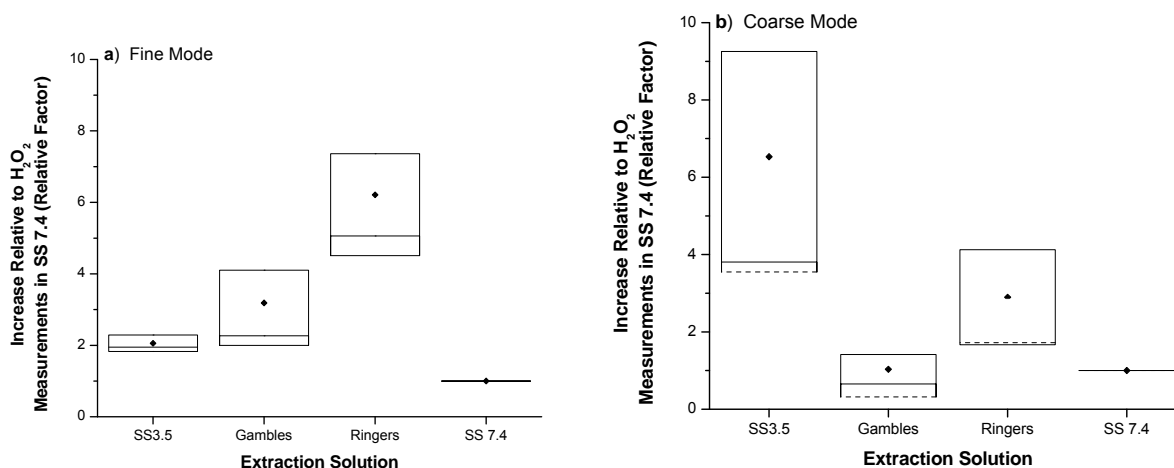 a) Fine Mode
Increase Relative to H₂O₂
Measurements in SS 7.4 (Relative Factor)
10
8
6
4
2
0
SS3.5 Gambles Ringers SS 7.4
Extraction Solution
b) Coarse Mode
Increase Relative to H₂O₂
Measurements in SS 7.4 (Relative Factor)
10
8
6
4
2
0
SS3.5 Gambles Ringers SS 7.4
Extraction Solution